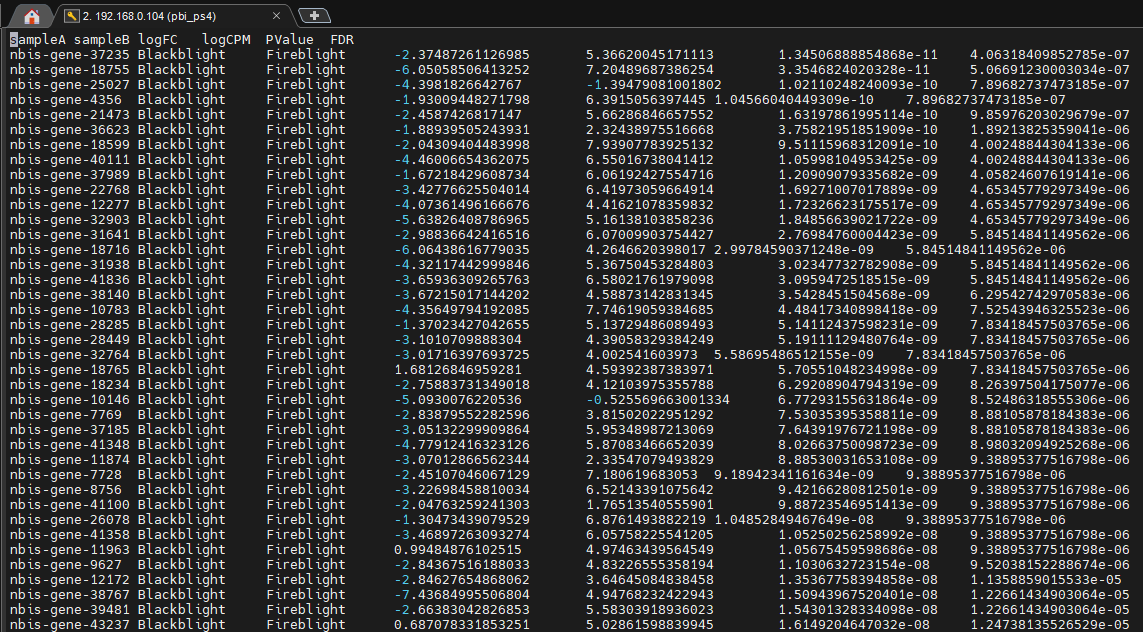 2. 192.168.0.104 (pbi_ps4)
sampleA sampleB logFC logCPM PValue FDR
nbis-gene-37235 Blackblight Fireblight -2.37487261126985 5.36620045171113 1.34506888854868e-11 4.06318409852785e-07
nbis-gene-18755 Blackblight Fireblight -6.05058506413252 7.20489687386254 3.3546824020328e-11 5.06691230003034e-07
nbis-gene-25027 Blackblight Fireblight -4.3981826642767 -1.39479081001802 1.02110248240093e-10 7.89682737473185e-07
nbis-gene-4356 Blackblight Fireblight -1.93009448271798 6.3915056397445 1.04566040449309e-10 7.89682737473185e-07
nbis-gene-21473 Blackblight Fireblight -2.4587426817147 5.66286846657552 1.63197861995114e-10 9.85976203029679e-07
nbis-gene-36623 Blackblight Fireblight -1.88939505243931 2.32438975516668 3.75821951851909e-10 1.89213825359041e-06
nbis-gene-18599 Blackblight Fireblight -2.04309404483998 7.93907783925132 9.51115968312091e-10 4.00248844304133e-06
nbis-gene-40111 Blackblight Fireblight -4.46006654362075 6.55016738041412 1.05998104953425e-09 4.00248844304133e-06
nbis-gene-37989 Blackblight Fireblight -1.67218429608734 6.06192427554716 1.20909079335682e-09 4.05824607619141e-06
nbis-gene-22768 Blackblight Fireblight -3.42776625504014 6.41973059664914 1.69271007017889e-09 4.65345779297349e-06
nbis-gene-12277 Blackblight Fireblight -4.07361496166676 4.41621078359832 1.72326623175517e-09 4.65345779297349e-06
nbis-gene-32903 Blackblight Fireblight -5.63826408786965 5.16138103858236 1.84856639021722e-09 4.65345779297349e-06
nbis-gene-31641 Blackblight Fireblight -2.98836642416516 6.07009903754427 2.76984760004423e-09 5.84514841149562e-06
nbis-gene-18716 Blackblight Fireblight -6.06438616779035 4.2646620398017 2.99784590371248e-09 5.84514841149562e-06
nbis-gene-31938 Blackblight Fireblight -4.32117442999846 5.36750453284803 3.02347732782908e-09 5.84514841149562e-06
nbis-gene-41836 Blackblight Fireblight -3.65936309265763 6.58021761979098 3.0959472518515e-09 5.84514841149562e-06
nbis-gene-38140 Blackblight Fireblight -3.67215017144202 4.58873142831345 3.5428451504568e-09 6.29542742970583e-06
nbis-gene-10783 Blackblight Fireblight -4.35649794192085 7.74619059384685 4.48417340898418e-09 7.52543946325523e-06
nbis-gene-28285 Blackblight Fireblight -1.37023427042655 5.13729486089493 5.14112437598231e-09 7.83418457503765e-06
nbis-gene-28449 Blackblight Fireblight -3.1010709888304 4.39058329384249 5.19111129480764e-09 7.83418457503765e-06
nbis-gene-32764 Blackblight Fireblight -3.01716397693725 4.002541603973 5.58695486512155e-09 7.83418457503765e-06
nbis-gene-18765 Blackblight Fireblight 1.68126846959281 4.59392387383971 5.70551048234998e-09 7.83418457503765e-06
nbis-gene-18234 Blackblight Fireblight -2.75883731349018 4.12103975355788 6.29208904794319e-09 8.26397504175077e-06
nbis-gene-10146 Blackblight Fireblight -5.0930076220536 -0.525569663001334 6.77293155631864e-09 8.52486318555306e-06
nbis-gene-7769 Blackblight Fireblight -2.83879552282596 3.81502022951292 7.53035395358811e-09 8.88105878184383e-06
nbis-gene-37185 Blackblight Fireblight -3.05132299909864 5.95348987213069 7.64391976721198e-09 8.88105878184383e-06
nbis-gene-41348 Blackblight Fireblight -4.77912416323126 5.87083466652039 8.02663750098723e-09 8.98032094925268e-06
nbis-gene-11874 Blackblight Fireblight -3.07012866562344 2.33547079493829 8.88530031653108e-09 9.38895377516798e-06
nbis-gene-7728 Blackblight Fireblight -2.45107046067129 7.180619683053 9.18942341161634e-09 9.38895377516798e-06
nbis-gene-8756 Blackblight Fireblight -3.22698458810034 6.52143391075642 9.42166280812501e-09 9.38895377516798e-06
nbis-gene-41100 Blackblight Fireblight -2.04763259241303 1.76513540555901 9.88723546951413e-09 9.38895377516798e-06
nbis-gene-26078 Blackblight Fireblight -1.30473439079529 6.8761493882219 1.04852849467649e-08 9.38895377516798e-06
nbis-gene-41358 Blackblight Fireblight -3.46897263093274 6.05758225541205 1.05250256258992e-08 9.38895377516798e-06
nbis-gene-11963 Blackblight Fireblight 0.99484876102515 4.97463439564549 1.05675459598686e-08 9.38895377516798e-06
nbis-gene-9627 Blackblight Fireblight -2.84367516188033 4.83226555358194 1.1030632723154e-08 9.52038152288674e-06
nbis-gene-12172 Blackblight Fireblight -2.84627654868062 3.64645084838458 1.35367758394858e-08 1.1358859015533e-05
nbis-gene-38767 Blackblight Fireblight -7.43684995506804 4.94768232422943 1.50943967520401e-08 1.22661434903064e-05
nbis-gene-39481 Blackblight Fireblight -2.66383042826853 5.58303918936023 1.54301328334098e-08 1.22661434903064e-05
nbis-gene-43237 Blackblight Fireblight 0.687078331853251 5.02861598839945 1.6149204647032e-08 1.24738135526529e-05